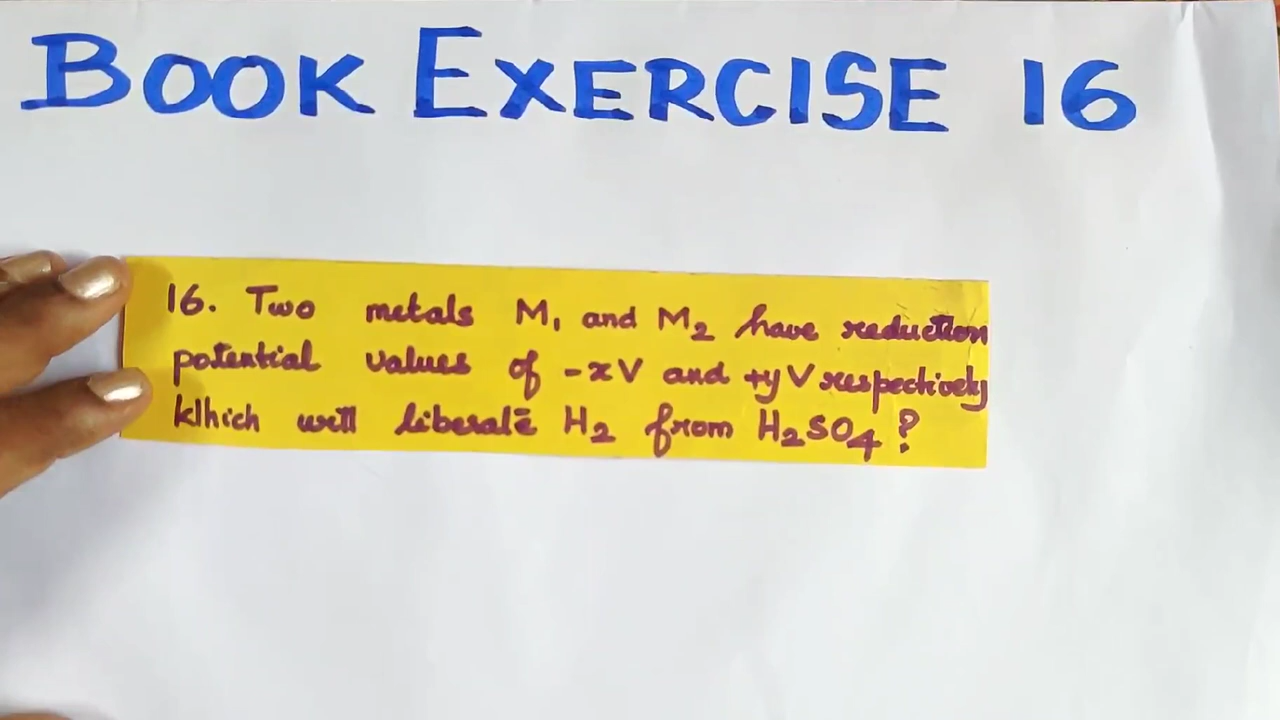 BOOK EXERCISE 16
16. Two metals M₁ and M₂ have reduction
potential values of -xV and +yV respectively
Which will liberate H₂ from H₂SO₄?